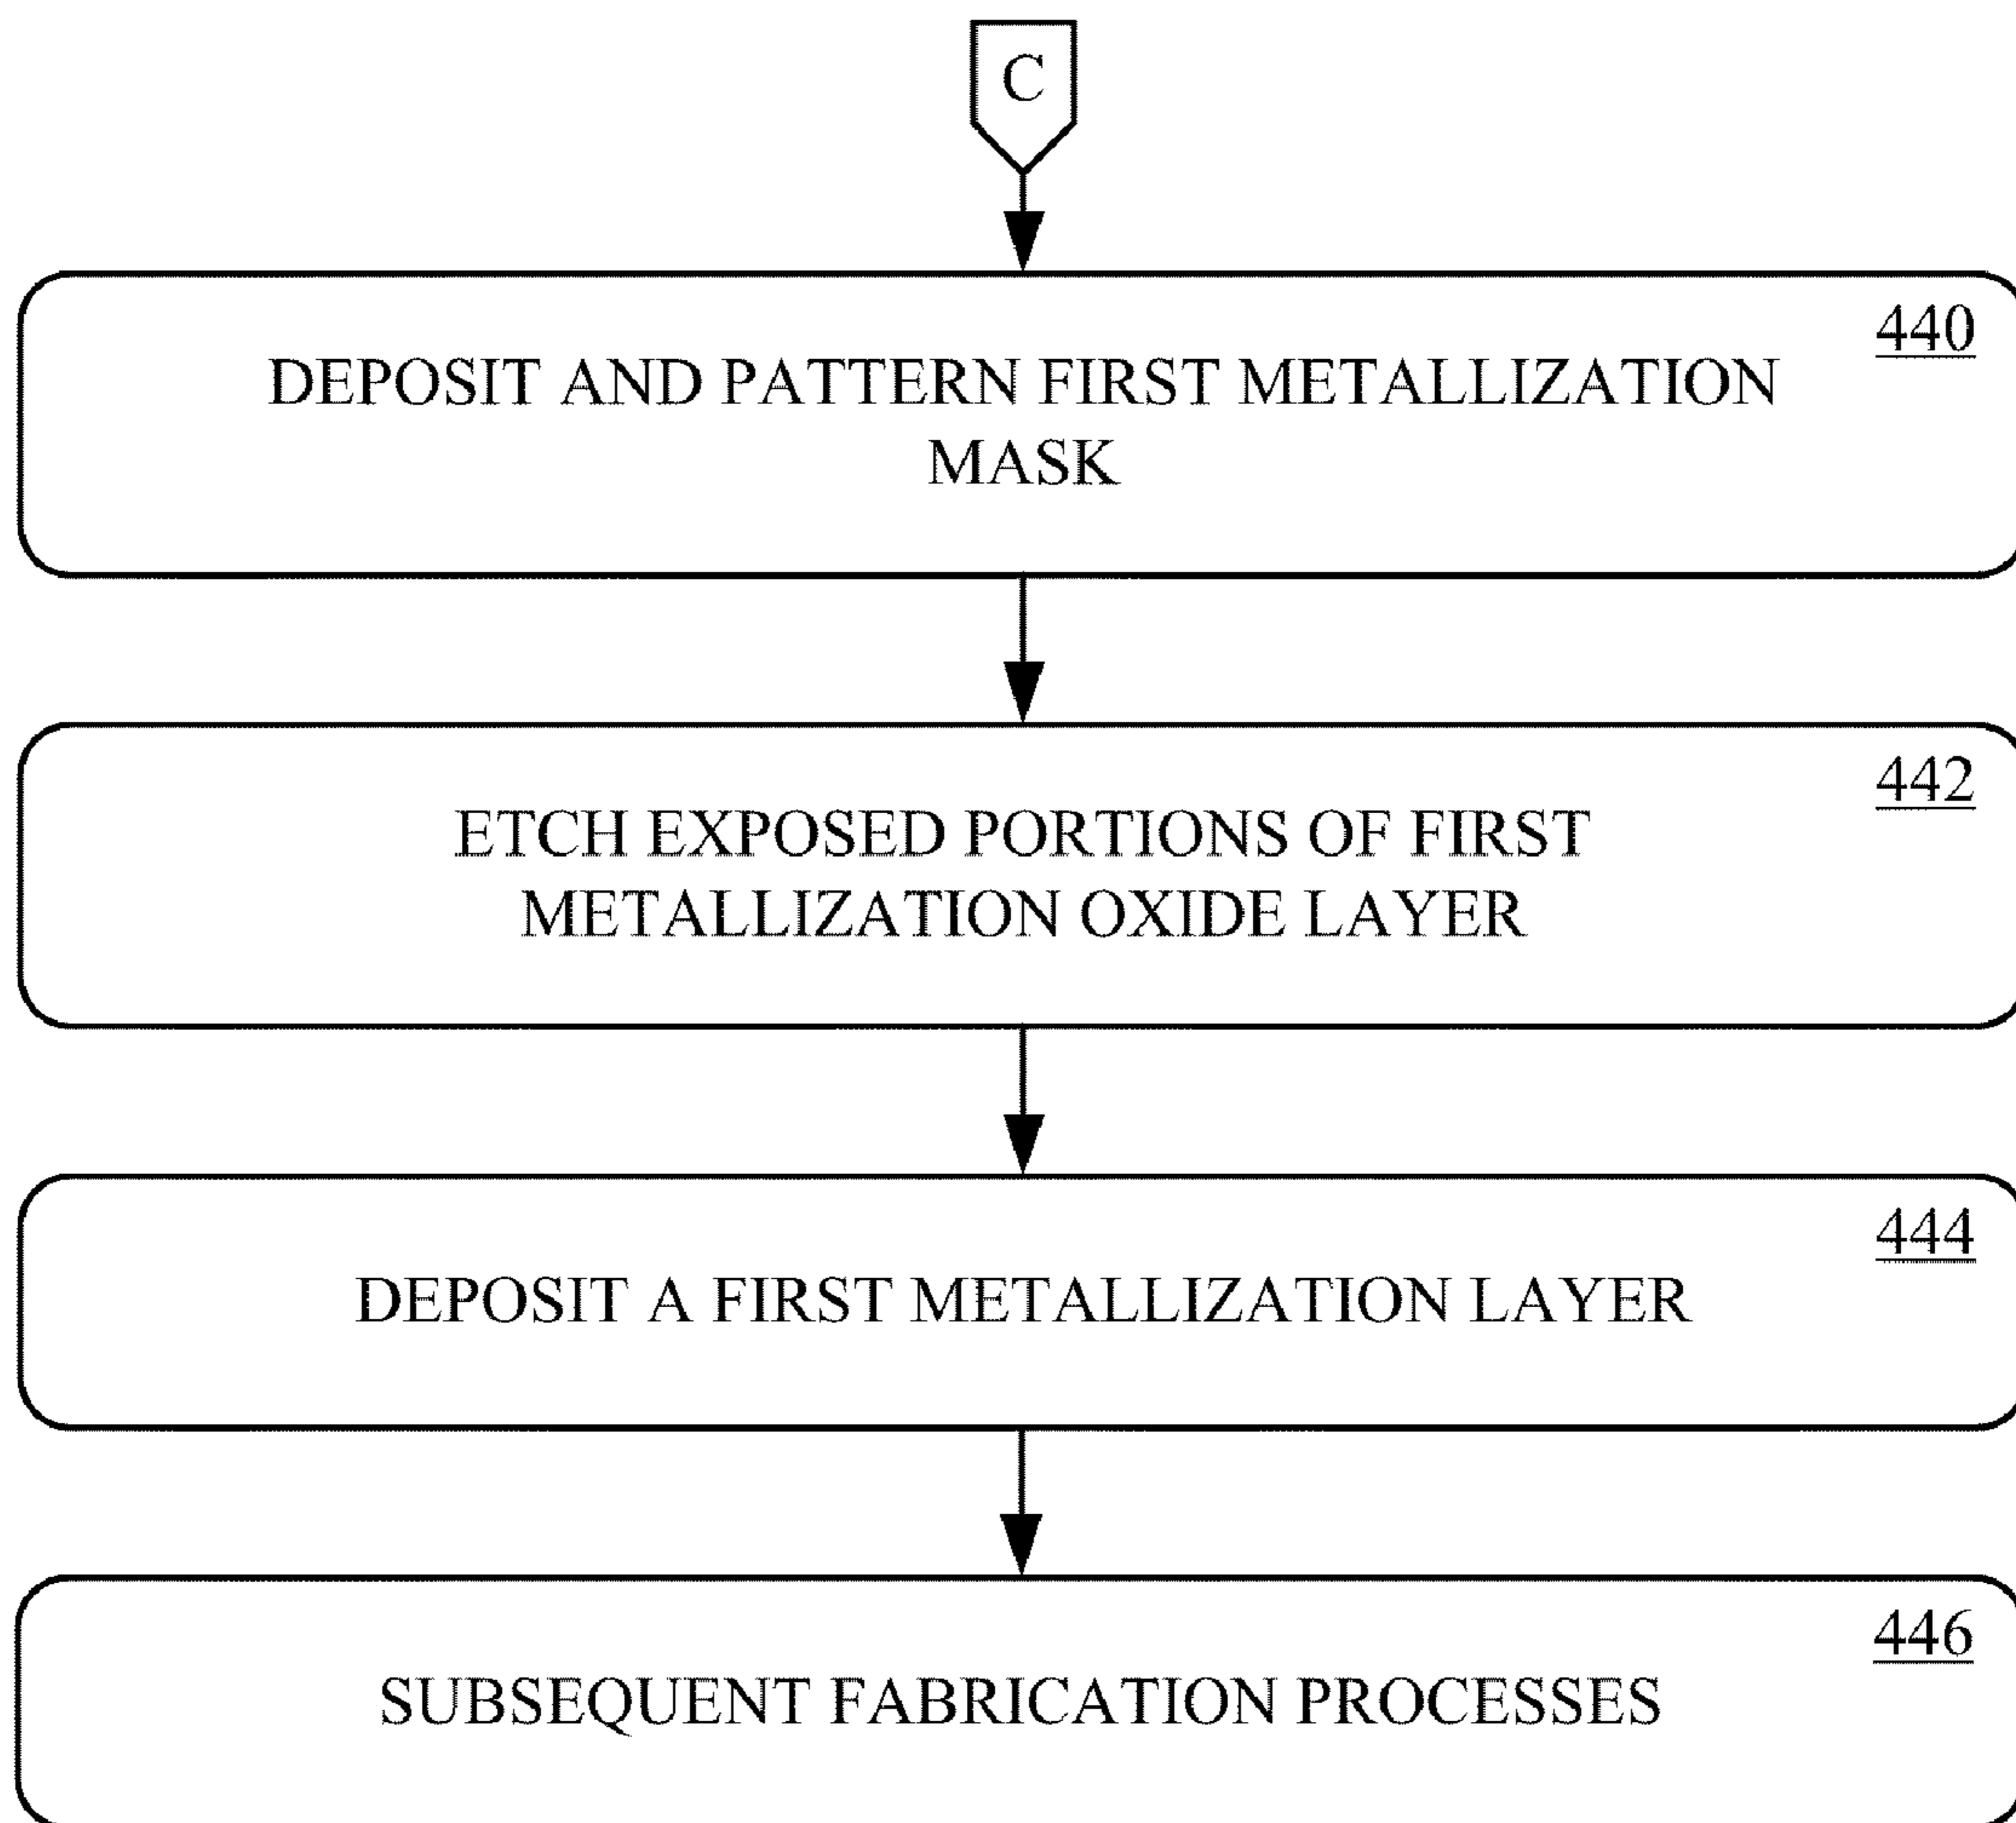 C
440
DEPOSIT AND PATTERN FIRST METALLIZATION
MASK
442
ETCH EXPOSED PORTIONS OF FIRST
METALLIZATION OXIDE LAYER
444
DEPOSIT A FIRST METALLIZATION LAYER
446
SUBSEQUENT FABRICATION PROCESSES